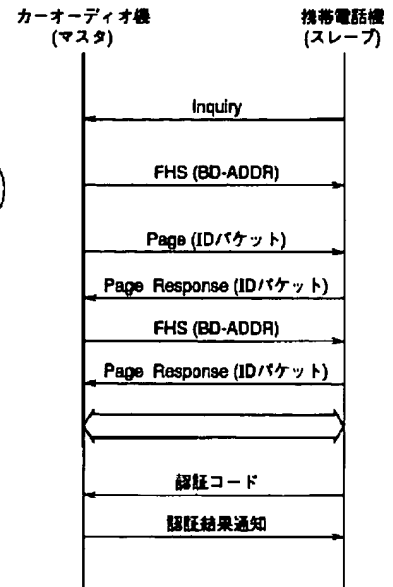 カーオーディオ機 携帯電話機
(マスタ) (スレーブ)
Inquiry
FHS (BD-ADDR)
Page (IDパケット)
Page Response (IDパケット)
FHS (BD-ADDR)
Page Response (IDパケット)
認証コード
認証結果通知